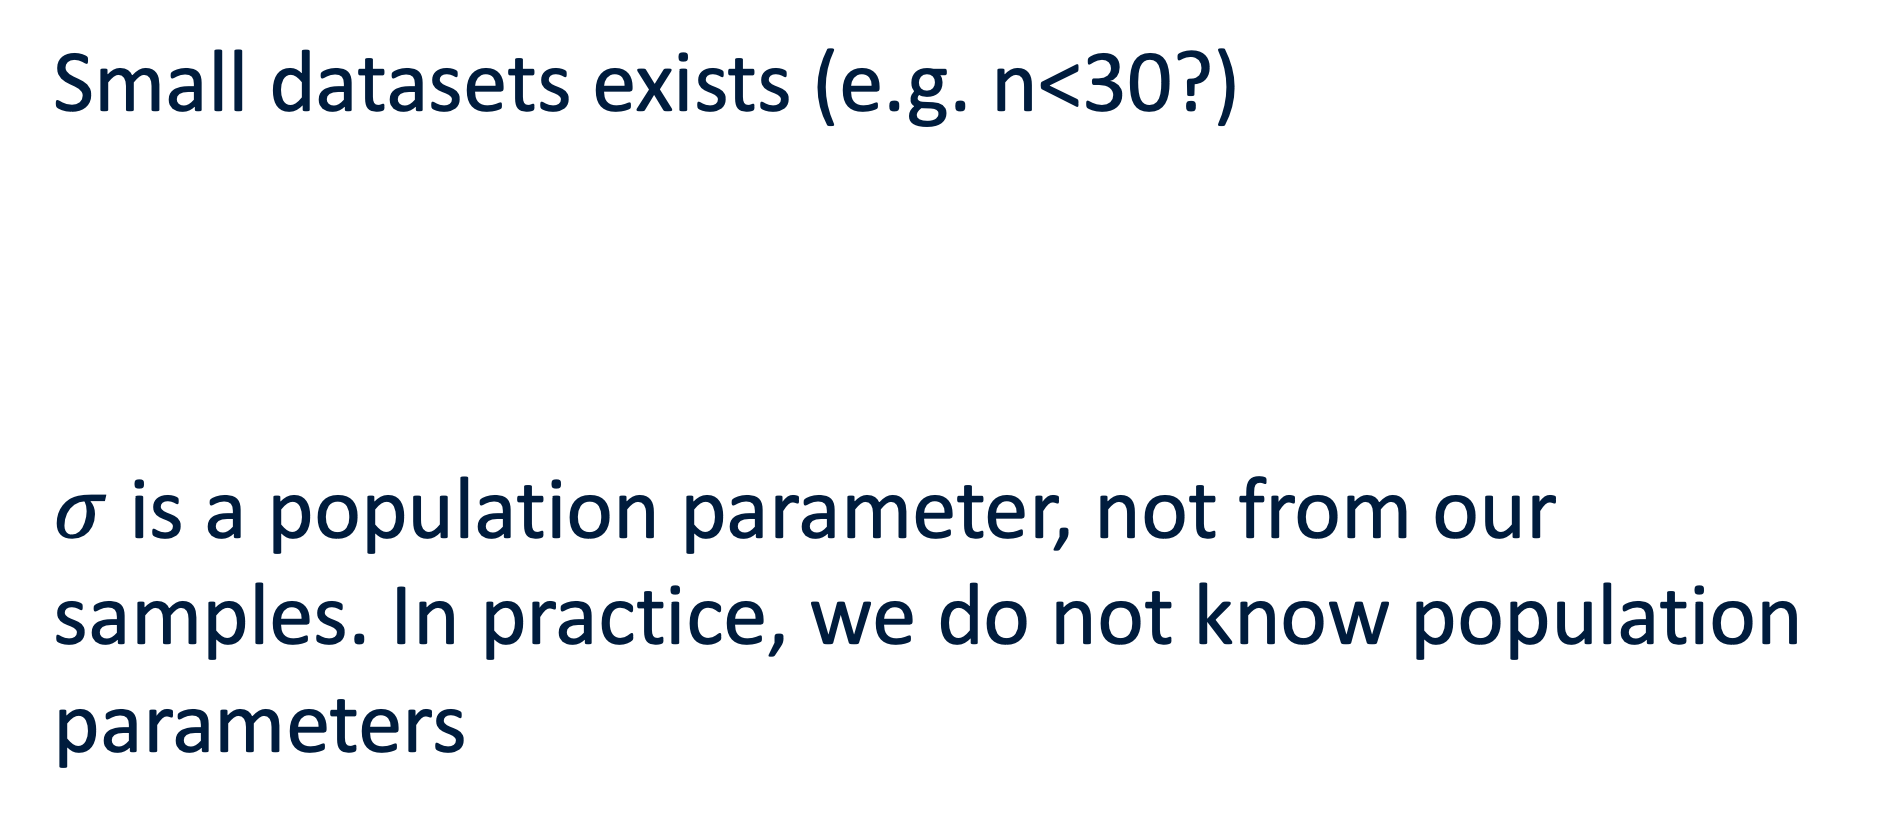 Small datasets exists (e.g. n<30?)
𝜎 is a population parameter, not from our
samples. In practice, we do not know population
parameters